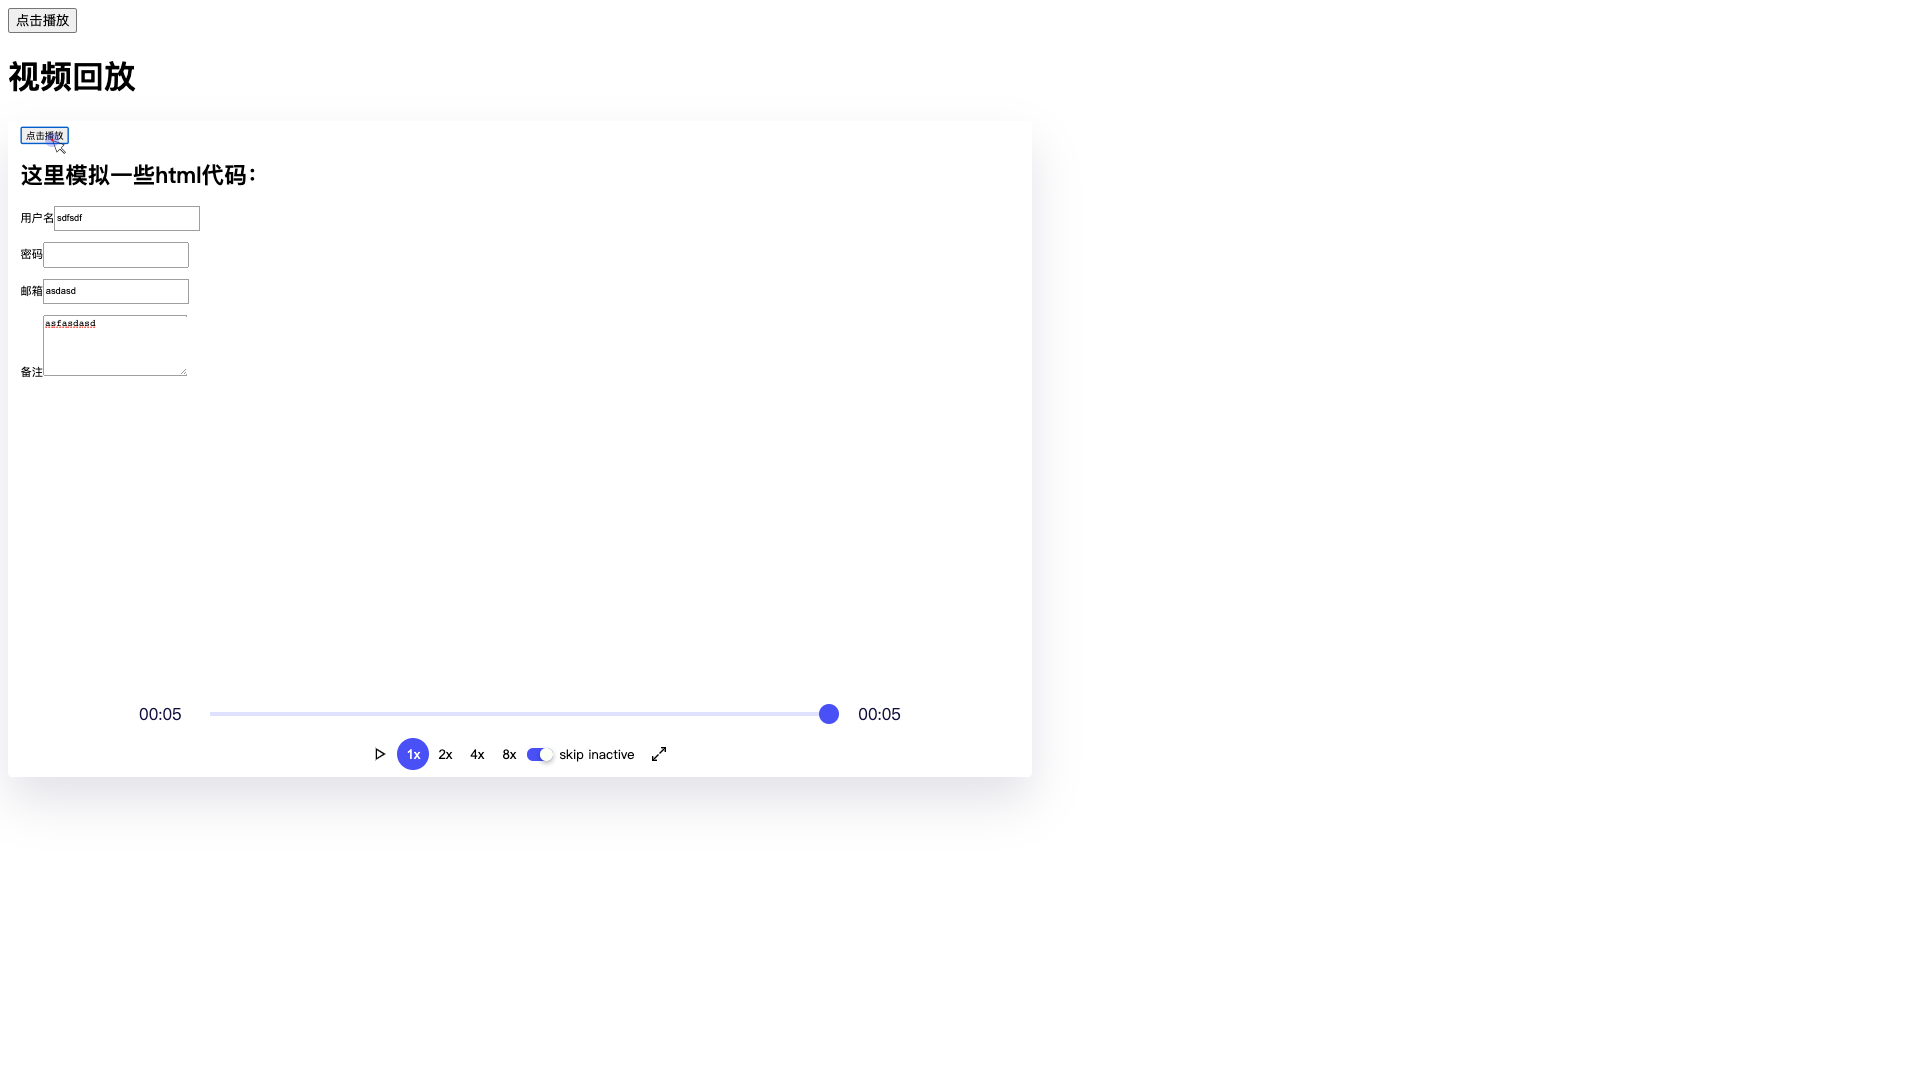 点击播放
视频回放
点击播放
这里模拟一些html代码：
用户名 sdfsdf
密码
邮箱 asdasd
asfasdasd
备注
00:05 00:05
1x 2x 4x 8x skip inactive